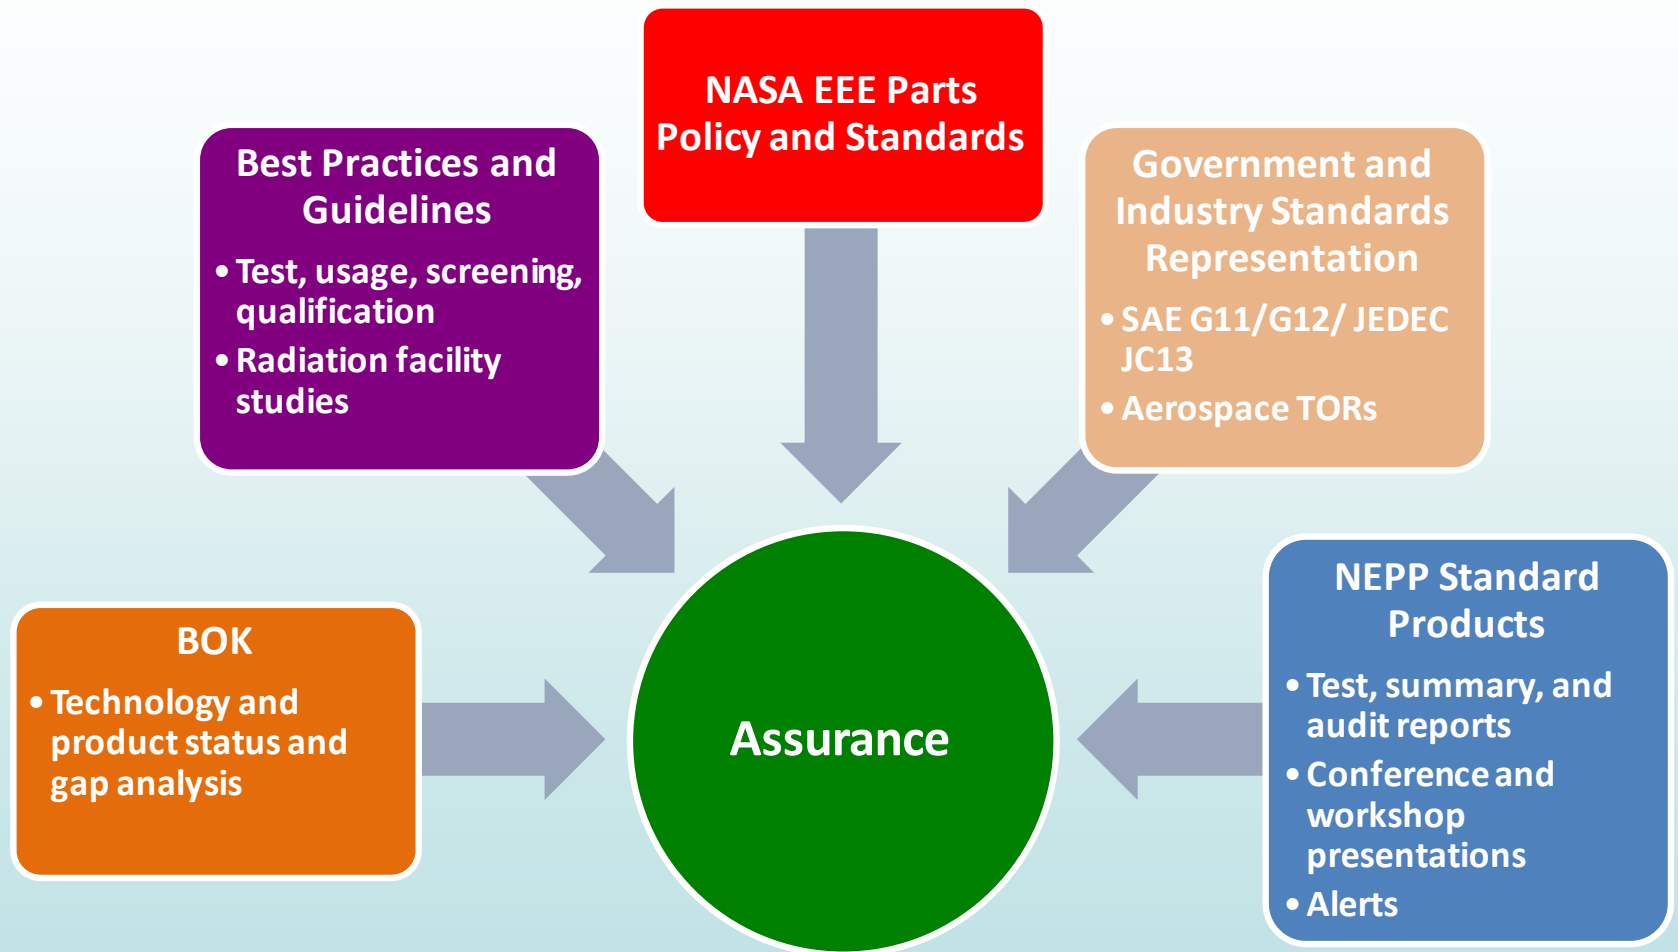 NASA EEE Parts
Policy and Standards
Best Practices and
Guidelines
• Test, usage, screening,
qualification
• Radiation facility
studies
Government and
Industry Standards
Representation
• SAE G11/G12/ JEDEC
JC13
• Aerospace TORs
BOK
• Technology and
product status and
gap analysis
Assurance
NEPP Standard
Products
• Test, summary, and
audit reports
• Conference and
workshop
presentations
• Alerts